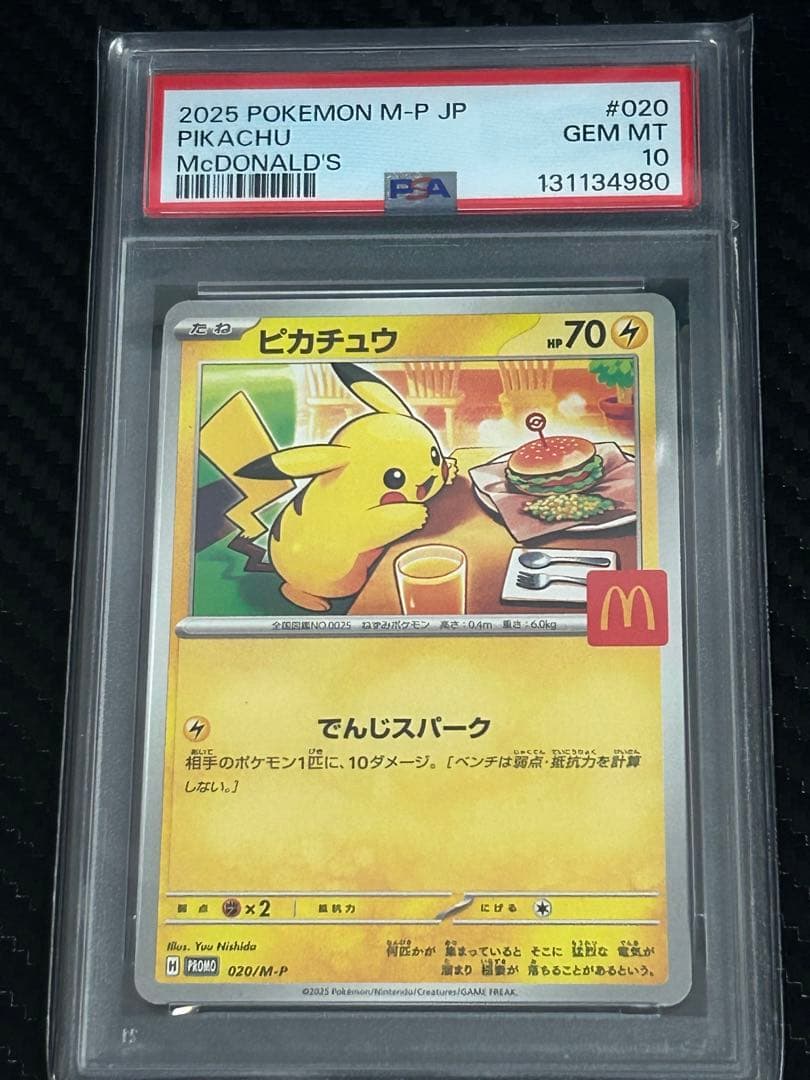 2025 POKEMON M-P JP
#020
PIKACHU
GEM MT
McDONALD'S
10
PSA
131134980
たね
ピカチュウ
HP70
M
全国図鑑NO.0025 ねずみポケモン 高さ:0.4m 重さ:6.0kg
でんじスパーク
相手のポケモン1匹に、10ダメージ。[ベンチは弱点・抵抗力を計算
しない。]
弱点 ×2 抵抗力 にげる
Illus. Yuu Nishida
何匹かが 集まっていると そこに 猛烈な 電気が
溜まり 稲妻が 落ちることがあるという。
H PROMO 020/M-P
©2025 Pokémon/Nintendo/Creatures/GAME FREAK.